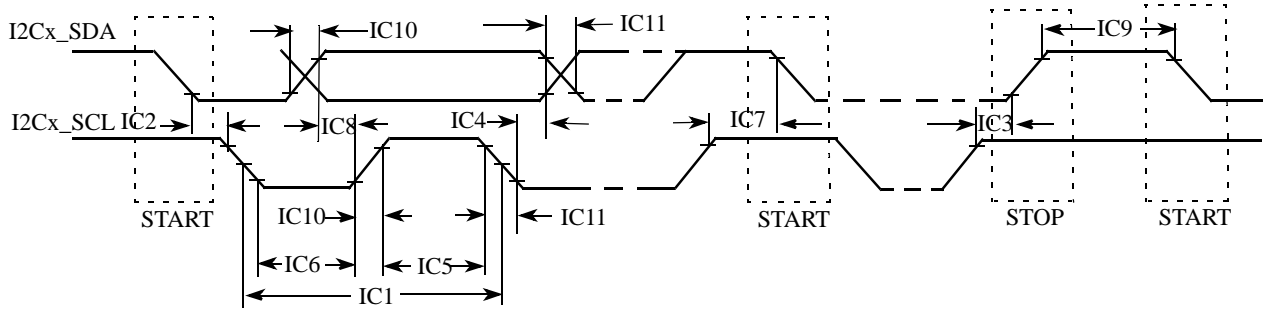 I2Cx_SDA
IC10
IC11
IC9
I2Cx_SCL
IC2
IC8
IC4
IC7
IC3
START
IC10
IC11
START
STOP
START
IC6
IC5
IC1